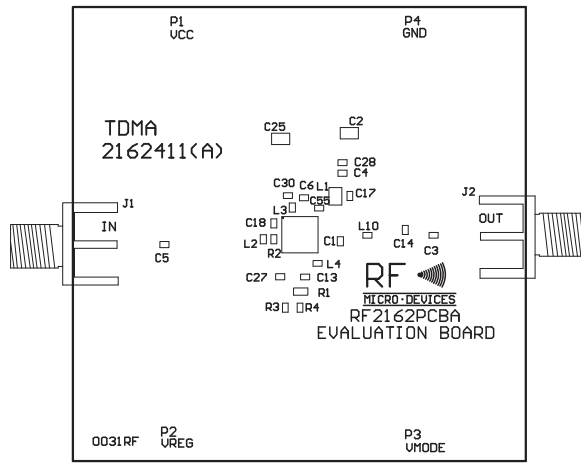 P1
VCC
P4
GND
TDMA
2162411(A)
C25
C2
C28
C4
C30
C6
L1
C17
L3
C55
J1
J2
IN
OUT
C18
L2
R2
C1
L10
C14
C3
C5
L4
C27
C13
R1
R3
R4
RF
MICRO·DEVICES
RF2162PCBA
EVALUATION BOARD
0031RF
P2
VREG
P3
VMODE